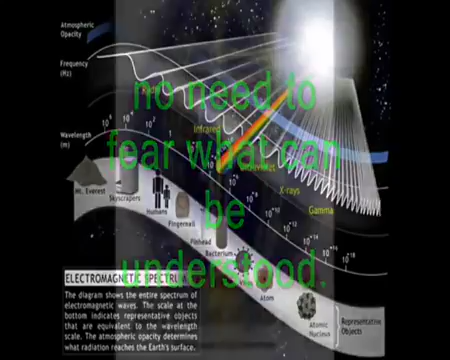 Atmospheric
Opacity
Frequency
(Hz)
Radio
no need to
Infrared
Wavelength
(m)
fear what can
Ultraviolet
X-rays
Gamma
Mt. Everest
Skyscrapers
Humans
Fingernail
be
Pinhead
Bacterium
understood.
Atom
Atomic
Nucleus
Representative
Objects
ELECTROMAGNETIC SPECTRUM
The diagram shows the entire spectrum of
electromagnetic waves. The scale at the
bottom indicates representative objects
that are equivalent to the wavelength
scale. The atmospheric opacity determines
what radiation reaches the Earth's surface.